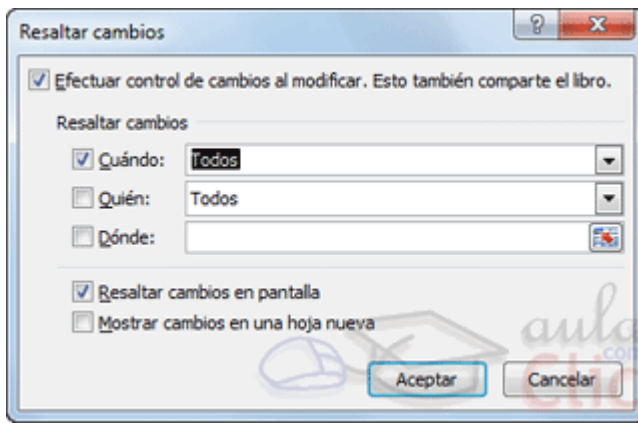 Resaltar cambios
Efectuar control de cambios al modificar. Esto también comparte el libro.
Resaltar cambios
Cuándo: Todos
Quién: Todos
Dónde:
Resaltar cambios en pantalla
Mostrar cambios en una hoja nueva
aula
com
Clic
Aceptar Cancelar